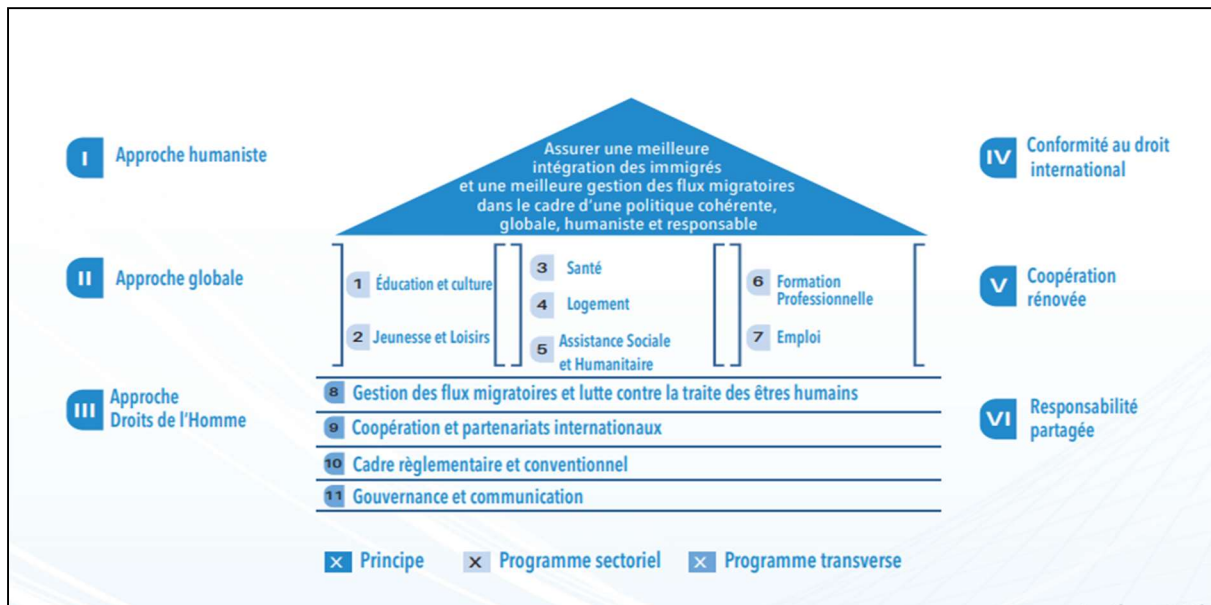 Assurer une meilleure
intégration des immigrés
et une meilleure gestion des flux migratoires
dans le cadre d'une politique cohérente,
globale, humaniste et responsable
I Approche humaniste
II Approche globale
III Approche
Droits de l'Homme
1 Éducation et culture
2 Jeunesse et Loisirs
3 Santé
4 Logement
5 Assistance Sociale
et Humanitaire
6 Formation
Professionnelle
7 Emploi
8 Gestion des flux migratoires et lutte contre la traite des êtres humains
9 Coopération et partenariats internationaux
10 Cadre règlementaire et conventionnel
11 Gouvernance et communication
IV Conformité au droit
international
V Coopération
rénovée
VI Responsabilité
partagée
X Principe
X Programme sectoriel
X Programme transverse